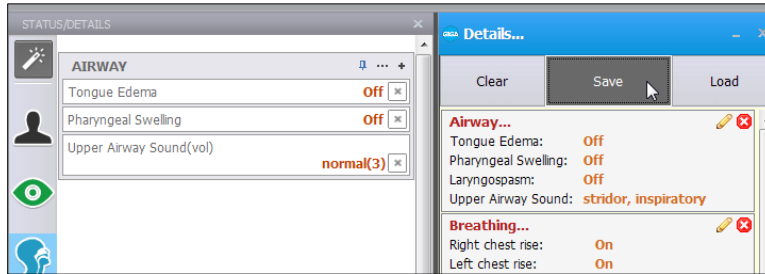 STATUS/DETAILS
AIRWAY
Tongue Edema Off
Pharyngeal Swelling Off
Upper Airway Sound(vol)
normal(3)
GIGA Details...
Clear Save Load
Airway...
Tongue Edema: Off
Pharyngeal Swelling: Off
Laryngospasm: Off
Upper Airway Sound: stridor, inspiratory
Breathing...
Right chest rise: On
Left chest rise: On